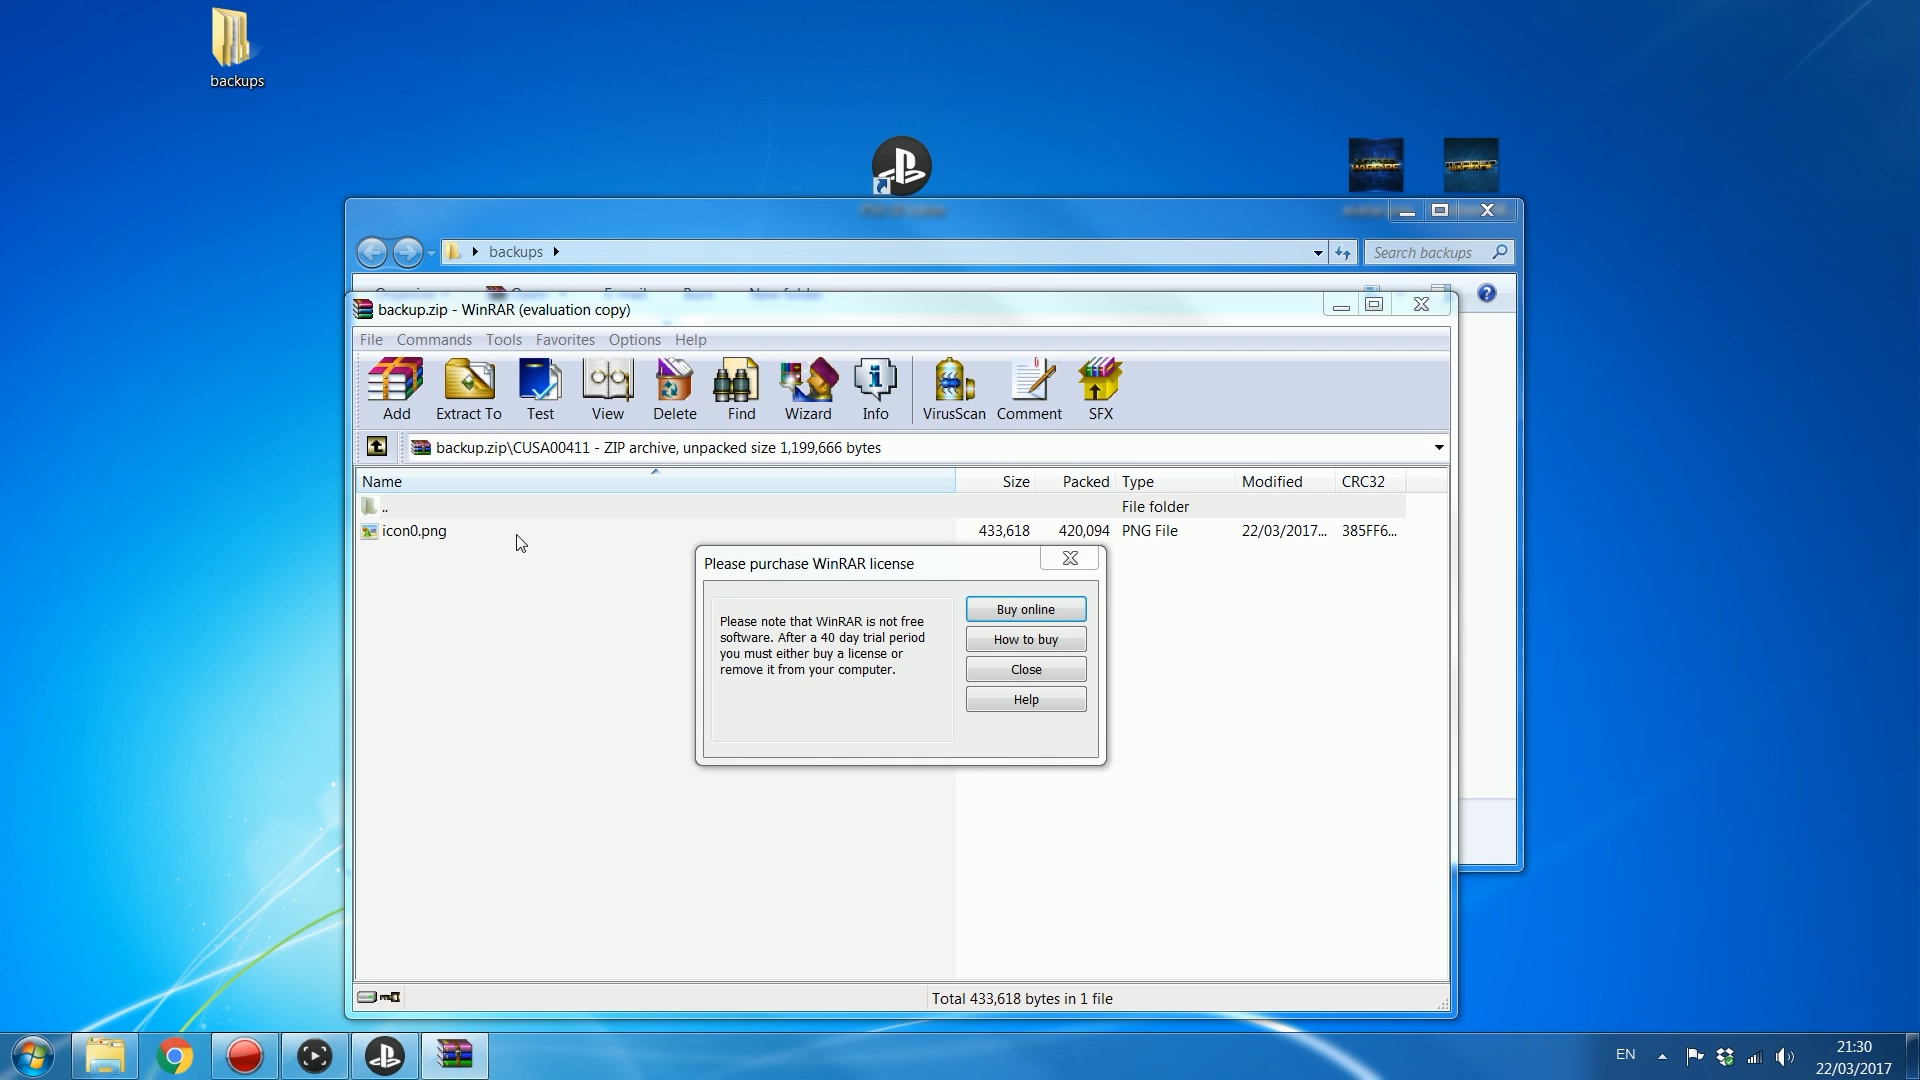 backups
backups
Search backups
backup.zip - WinRAR (evaluation copy)
File Commands Tools Favorites Options Help
Add Extract To Test View Delete Find Wizard Info VirusScan Comment SFX
backup.zip\CUSA00411 - ZIP archive, unpacked size 1,199,666 bytes
Name Size Packed Type Modified CRC32
.. File folder
icon0.png 433,618 420,094 PNG File 22/03/2017... 385FF6...
Please purchase WinRAR license
Please note that WinRAR is not free
software. After a 40 day trial period
you must either buy a license or
remove it from your computer.
Buy online
How to buy
Close
Help
Total 433,618 bytes in 1 file
EN
21:30
22/03/2017